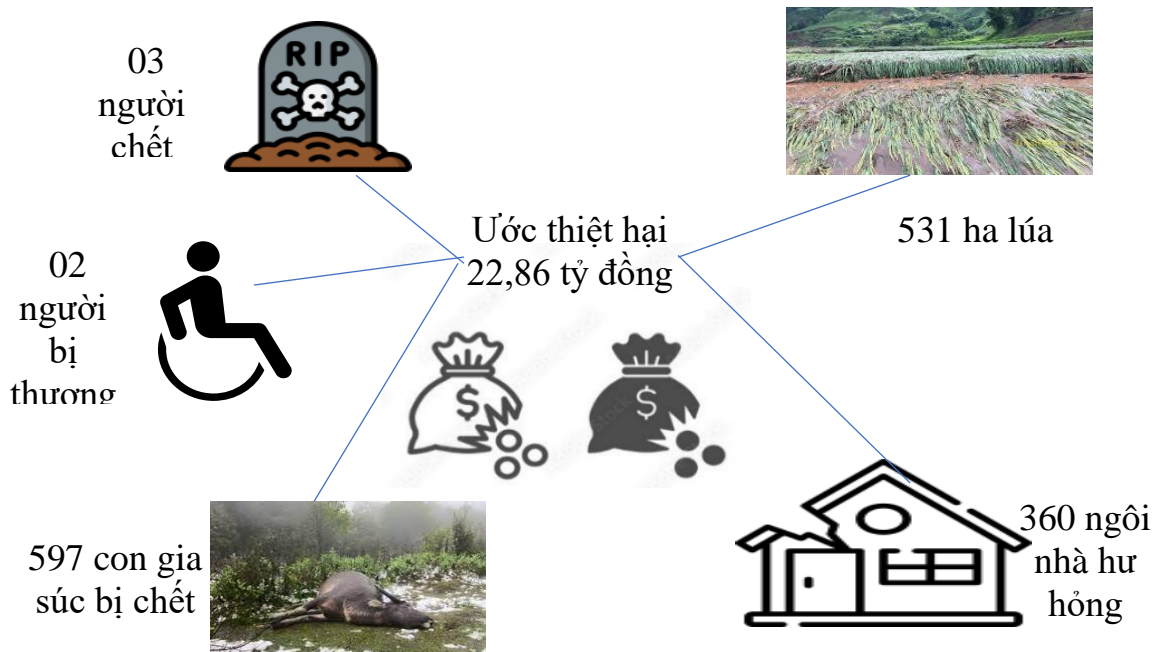 03
người
chết
RIP
02
người
bị
thương
Ước thiệt hại
22,86 tỷ đồng
$
$
531 ha lúa
597 con gia
súc bị chết
360 ngôi
nhà hư
hỏng